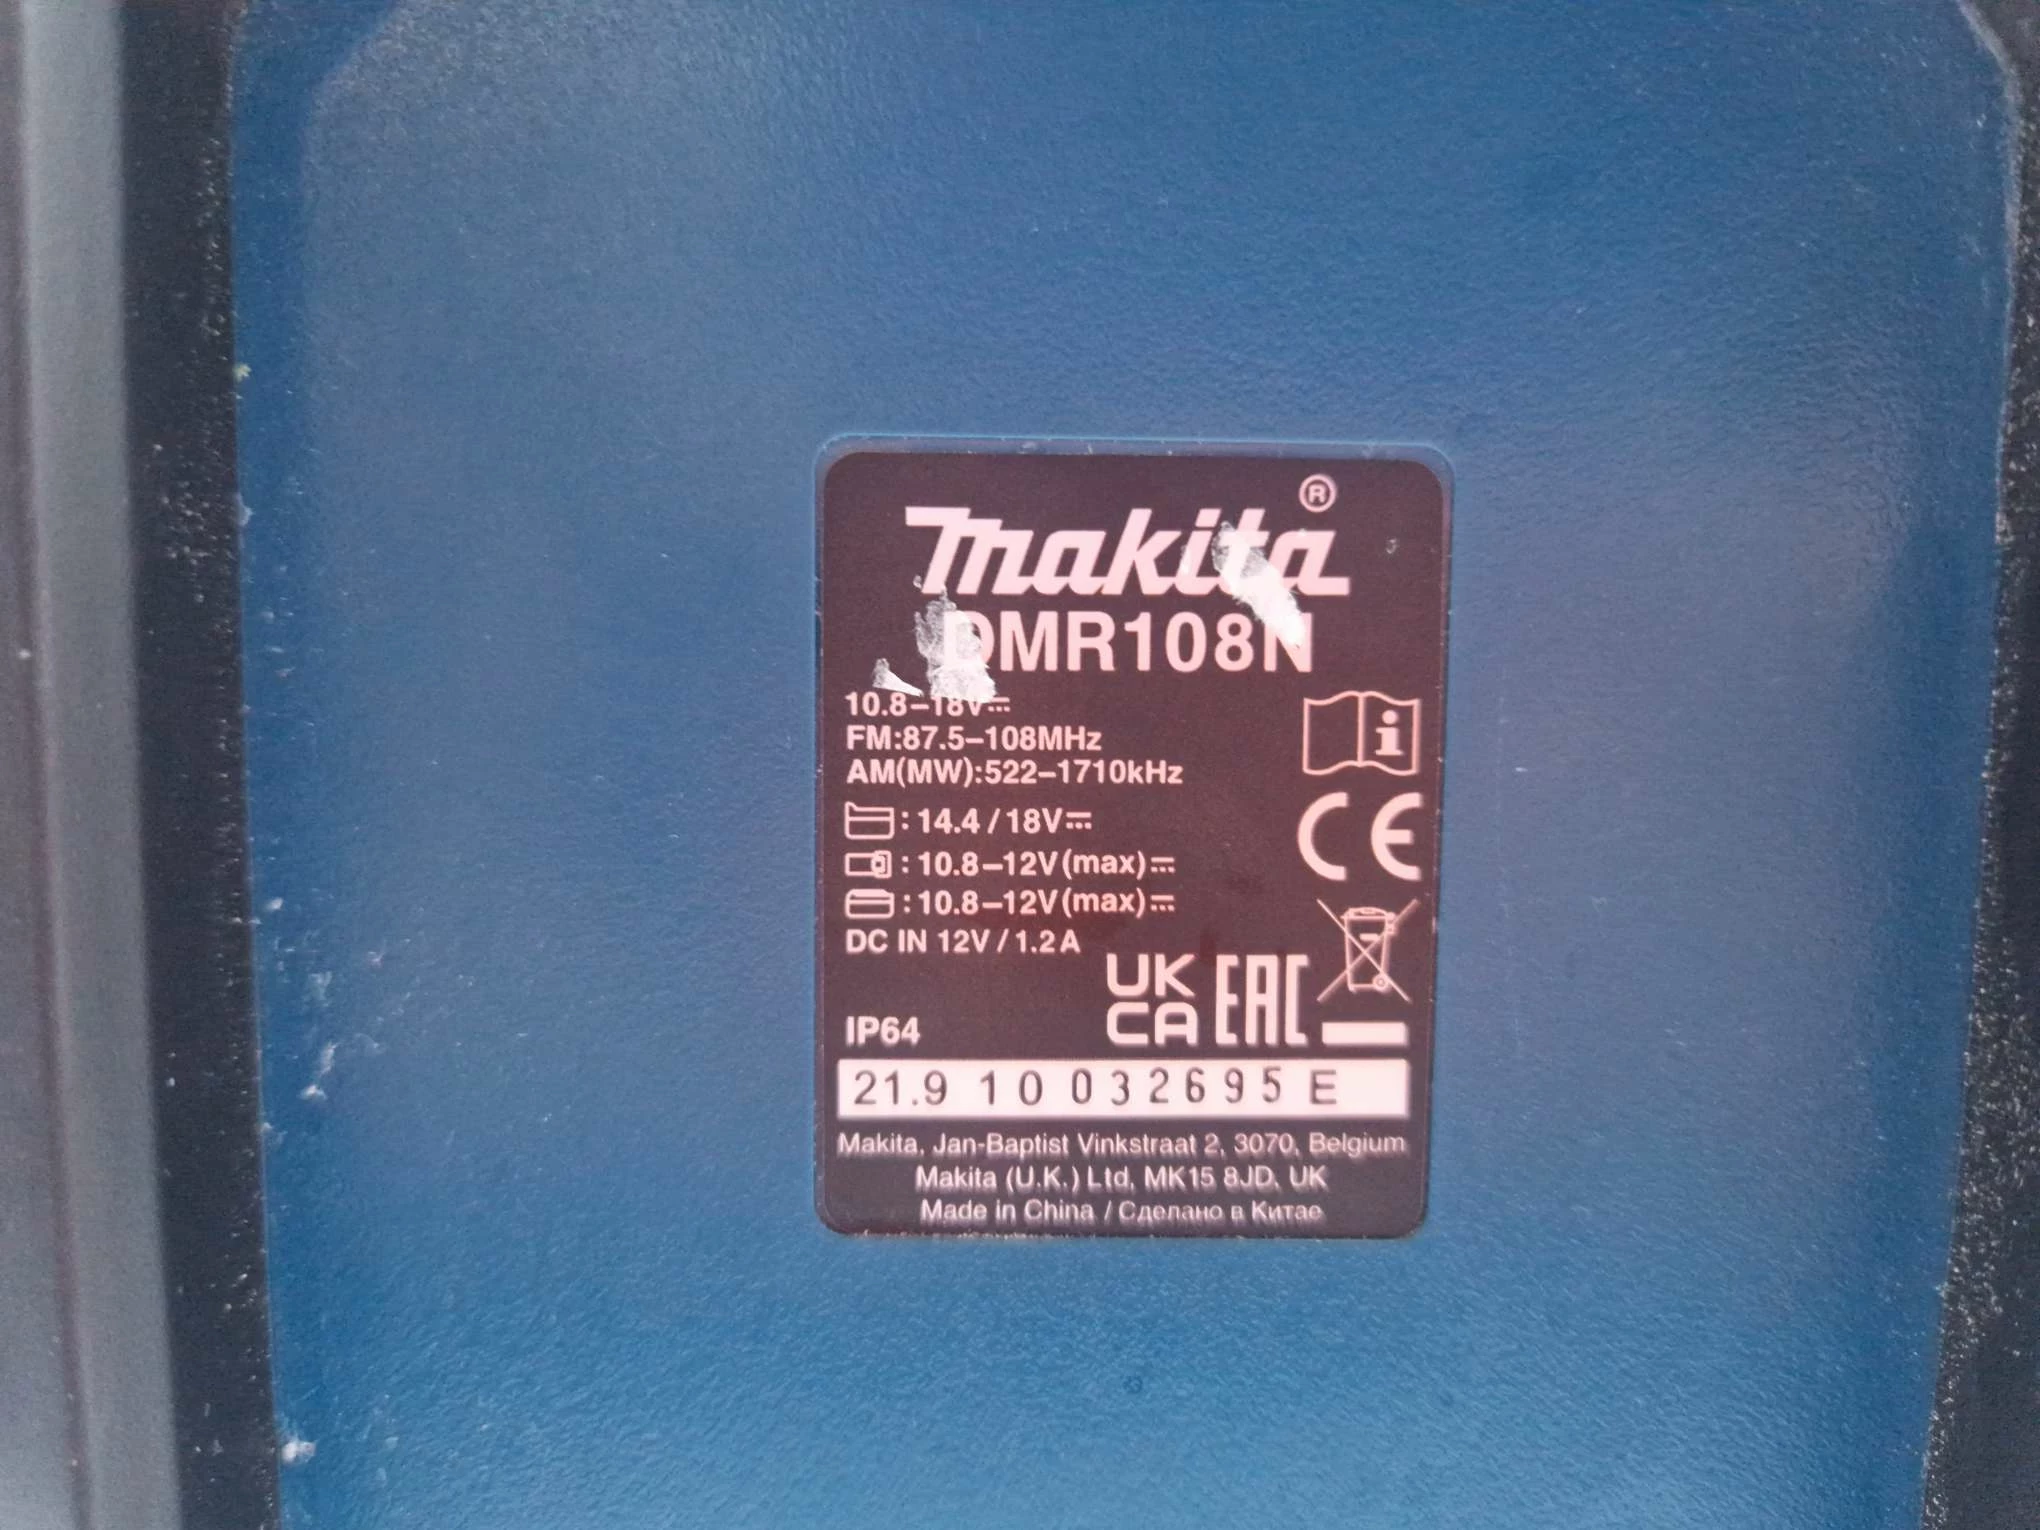 makita®
DMR108N
10.8–18V⎓
FM:87.5–108MHz
AM(MW):522–1710kHz
: 14.4 / 18V⎓
: 10.8–12V(max)⎓
: 10.8–12V(max)⎓
DC IN 12V / 1.2 A
CE
UK
CA
EAC
IP64
21.9 10 032695 E
Makita, Jan-Baptist Vinkstraat 2, 3070, Belgium
Makita (U.K.) Ltd, MK15 8JD, UK
Made in China / Сделано в Китае